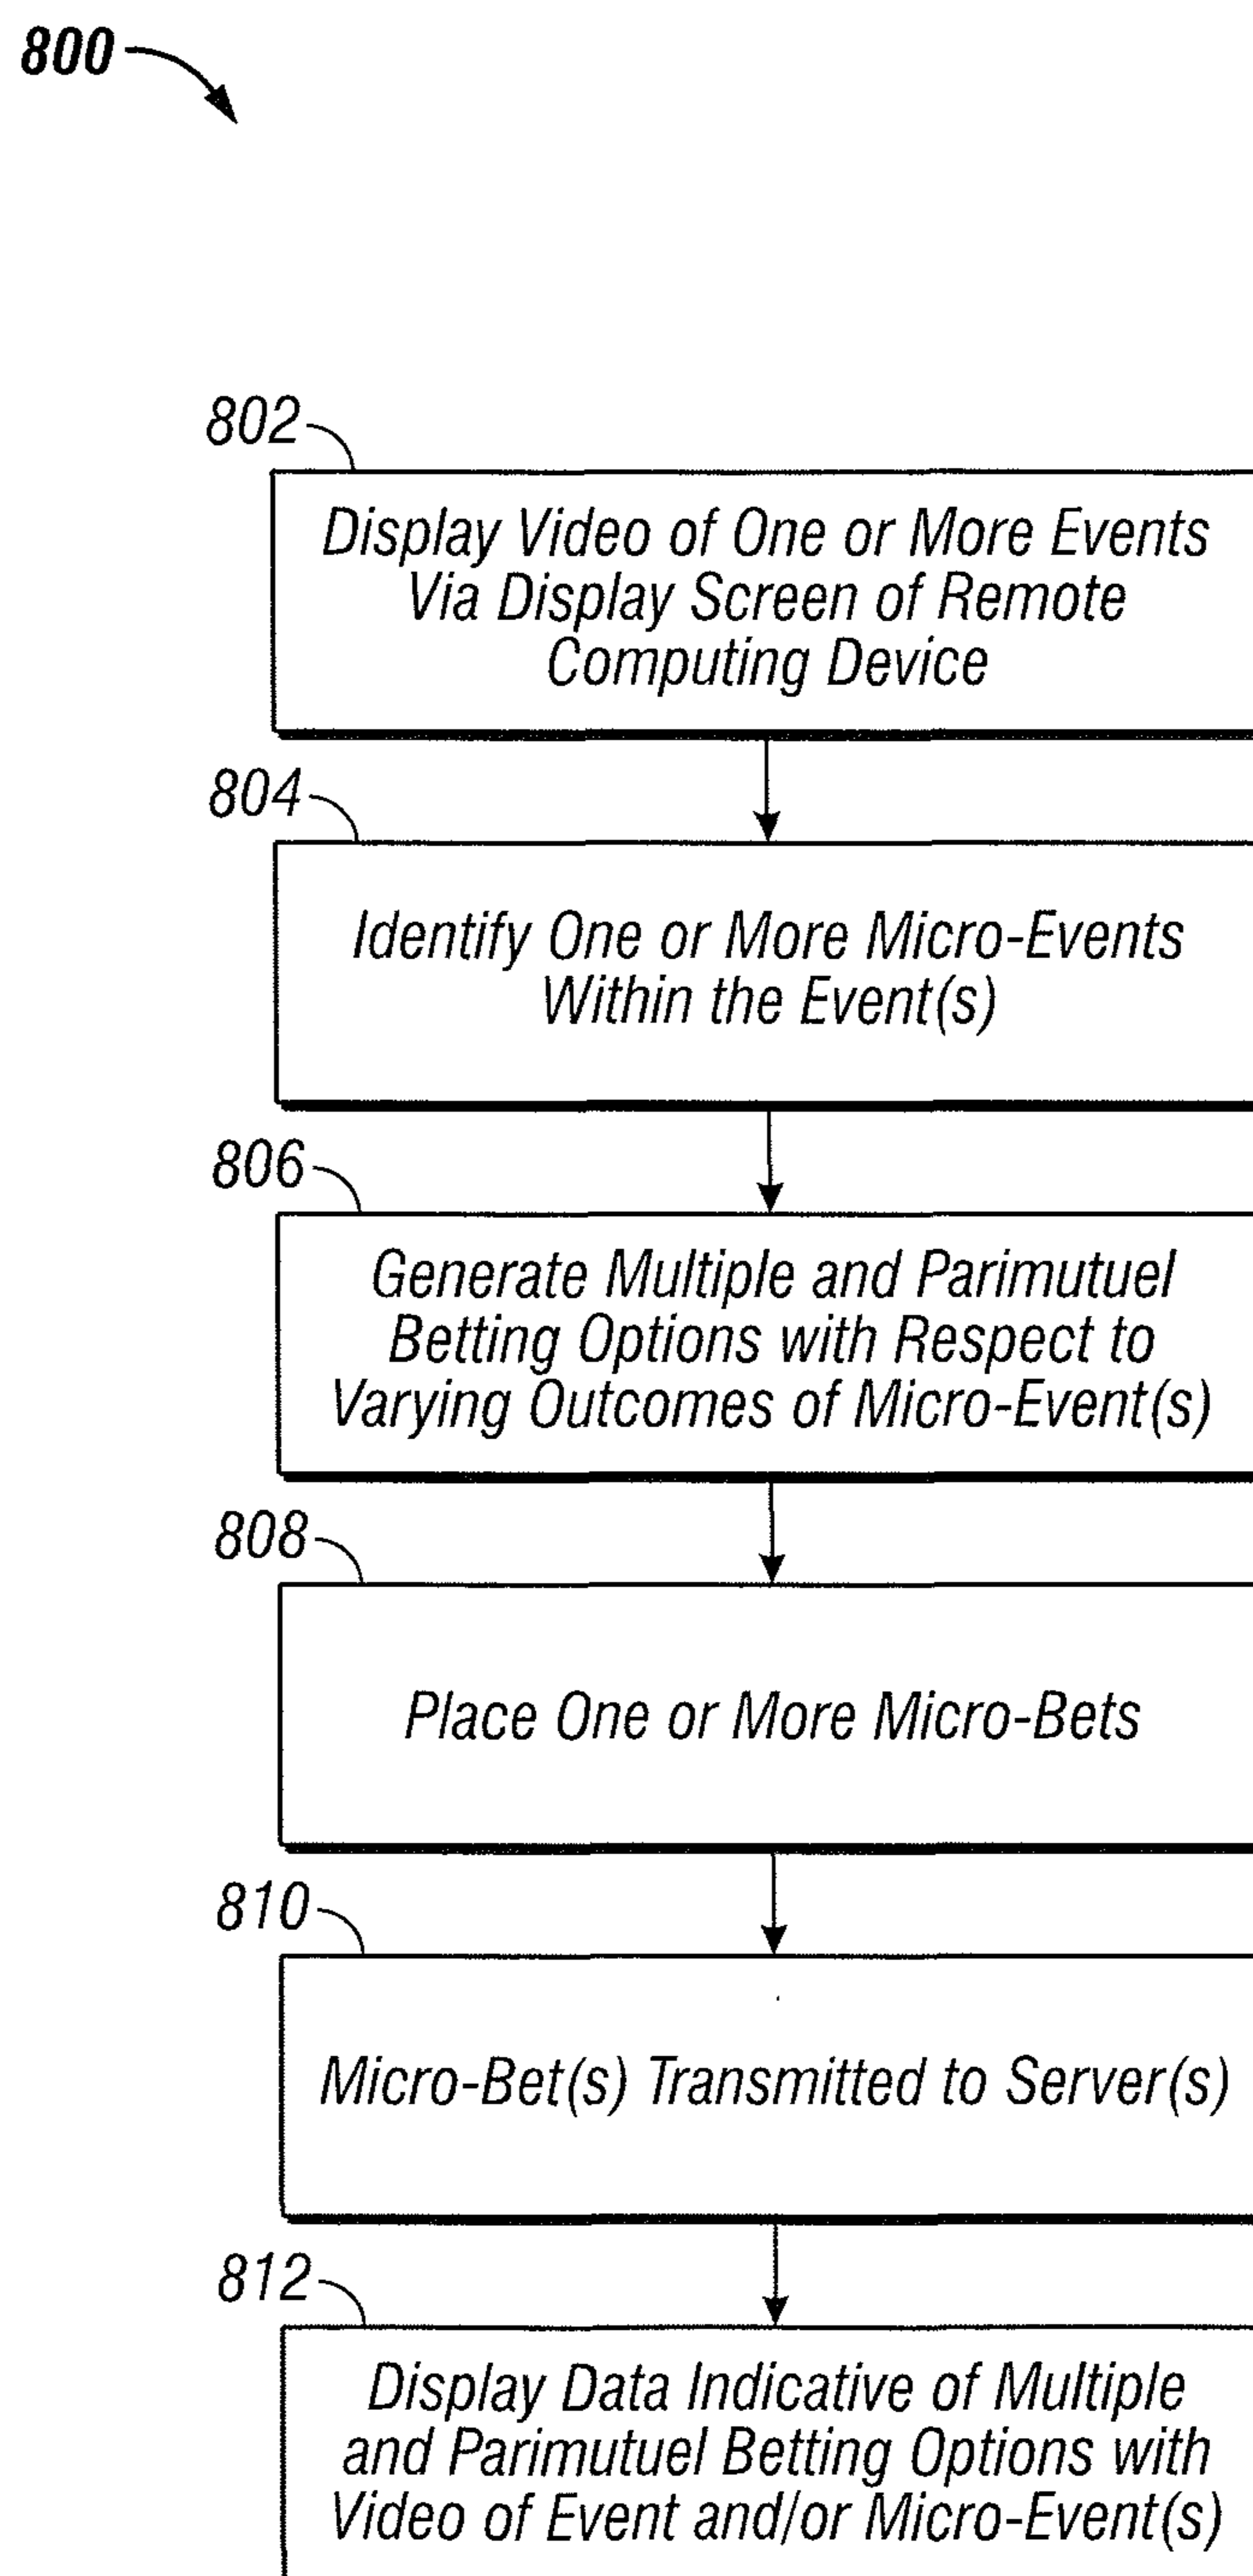 800
802
Display Video of One or More Events
Via Display Screen of Remote
Computing Device
804
Identify One or More Micro-Events
Within the Event(s)
806
Generate Multiple and Parimutuel
Betting Options with Respect to
Varying Outcomes of Micro-Event(s)
808
Place One or More Micro-Bets
810
Micro-Bet(s) Transmitted to Server(s)
812
Display Data Indicative of Multiple
and Parimutuel Betting Options with
Video of Event and/or Micro-Event(s)